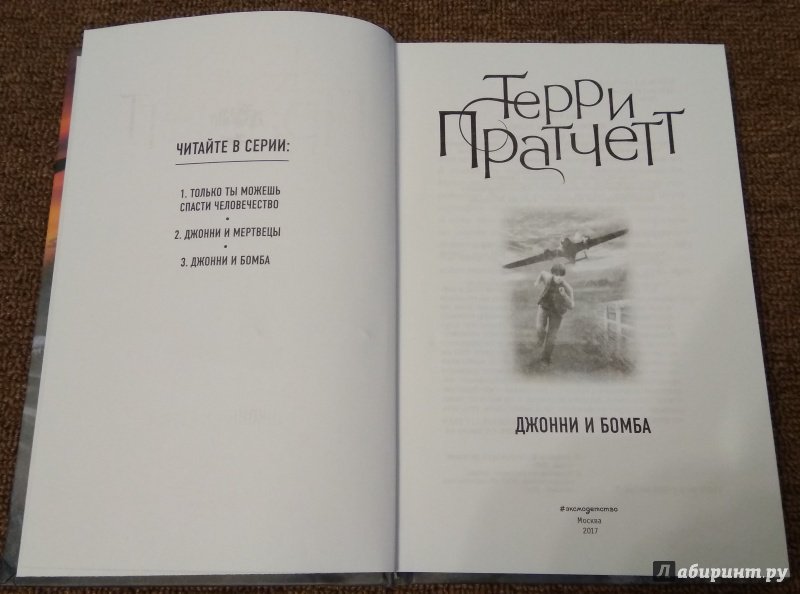 ЧИТАЙТЕ В СЕРИИ:
1. ТОЛЬКО ТЫ МОЖЕШЬ
СПАСТИ ЧЕЛОВЕЧЕСТВО
•
2. ДЖОННИ И МЕРТВЕЦЫ
•
3. ДЖОННИ И БОМБА
Терри
Пратчетт
ДЖОННИ И БОМБА
#эксмодетство
Москва
2017
Лабиринт.ру